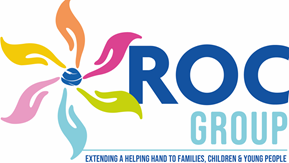 ROC
GROUP
EXTENDING A HELPING HAND TO FAMILIES, CHILDREN & YOUNG PEOPLE